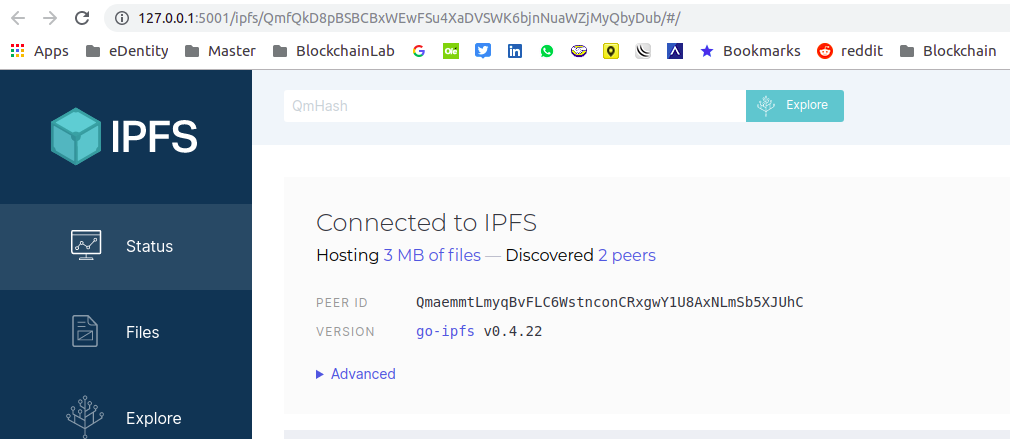 127.0.0.1:5001/ipfs/QmfQkD8pBSBCBxWEwFSu4XaDVSWK6bjnNuaWZjMyQbyDub/#/
Apps eDentity Master BlockchainLab Bookmarks reddit Blockchain
QmHash Explore
IPFS
Connected to IPFS
Hosting 3 MB of files — Discovered 2 peers
Status
PEER ID QmaemmtLmyqBvFLC6WstnconCRxgwY1U8AxNLmSb5XJUhC
VERSION go-ipfs v0.4.22
Files
Advanced
Explore